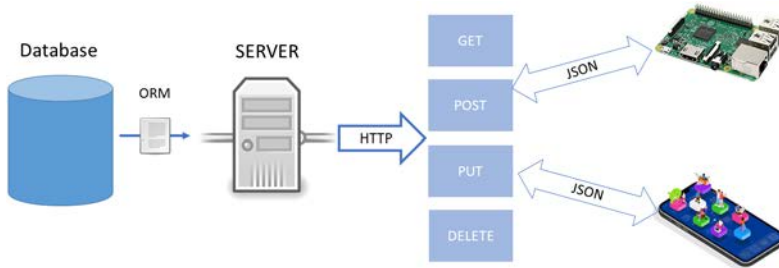 Database
ORM
SERVER
HTTP
GET
POST
PUT
DELETE
JSON
JSON